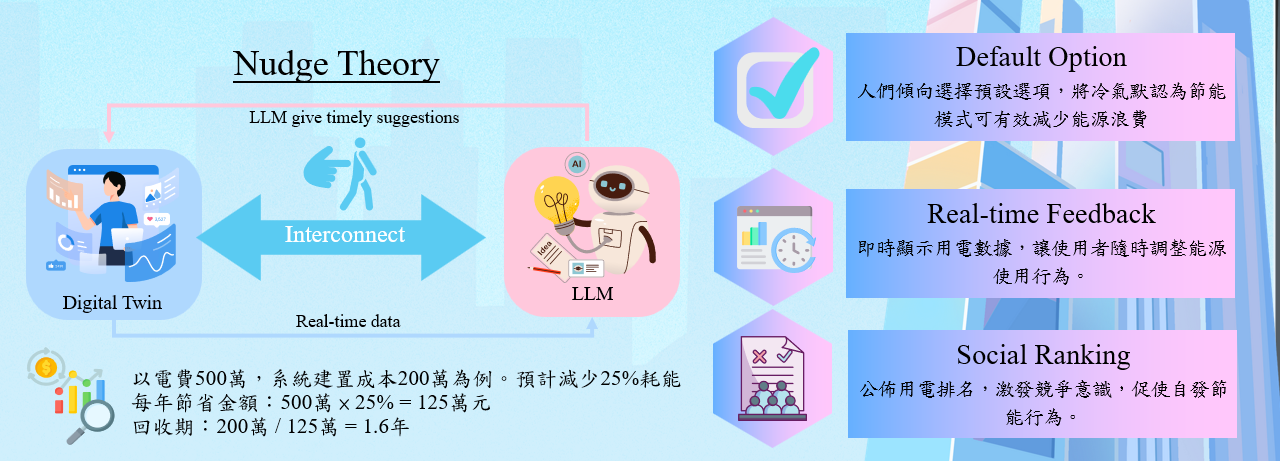 Nudge Theory
LLM give timely suggestions
AI
Idea
Interconnect
Digital Twin
LLM
Real-time data
以電費500萬，系統建置成本200萬為例。預計減少25%耗能
每年節省金額：500萬 x 25% = 125萬元
回收期：200萬 / 125萬 = 1.6年
Default Option
人們傾向選擇預設選項，將冷氣默認為節能
模式可有效減少能源浪費
Real-time Feedback
即時顯示用電數據，讓使用者隨時調整能源
使用行為。
Social Ranking
公佈用電排名，激發競爭意識，促使自發節
能行為。